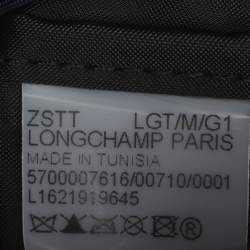 ZSTT LGT/M/G1
LONGCHAMP PARIS
MADE IN TUNISIA
5700007616/00710/0001
L1621919645